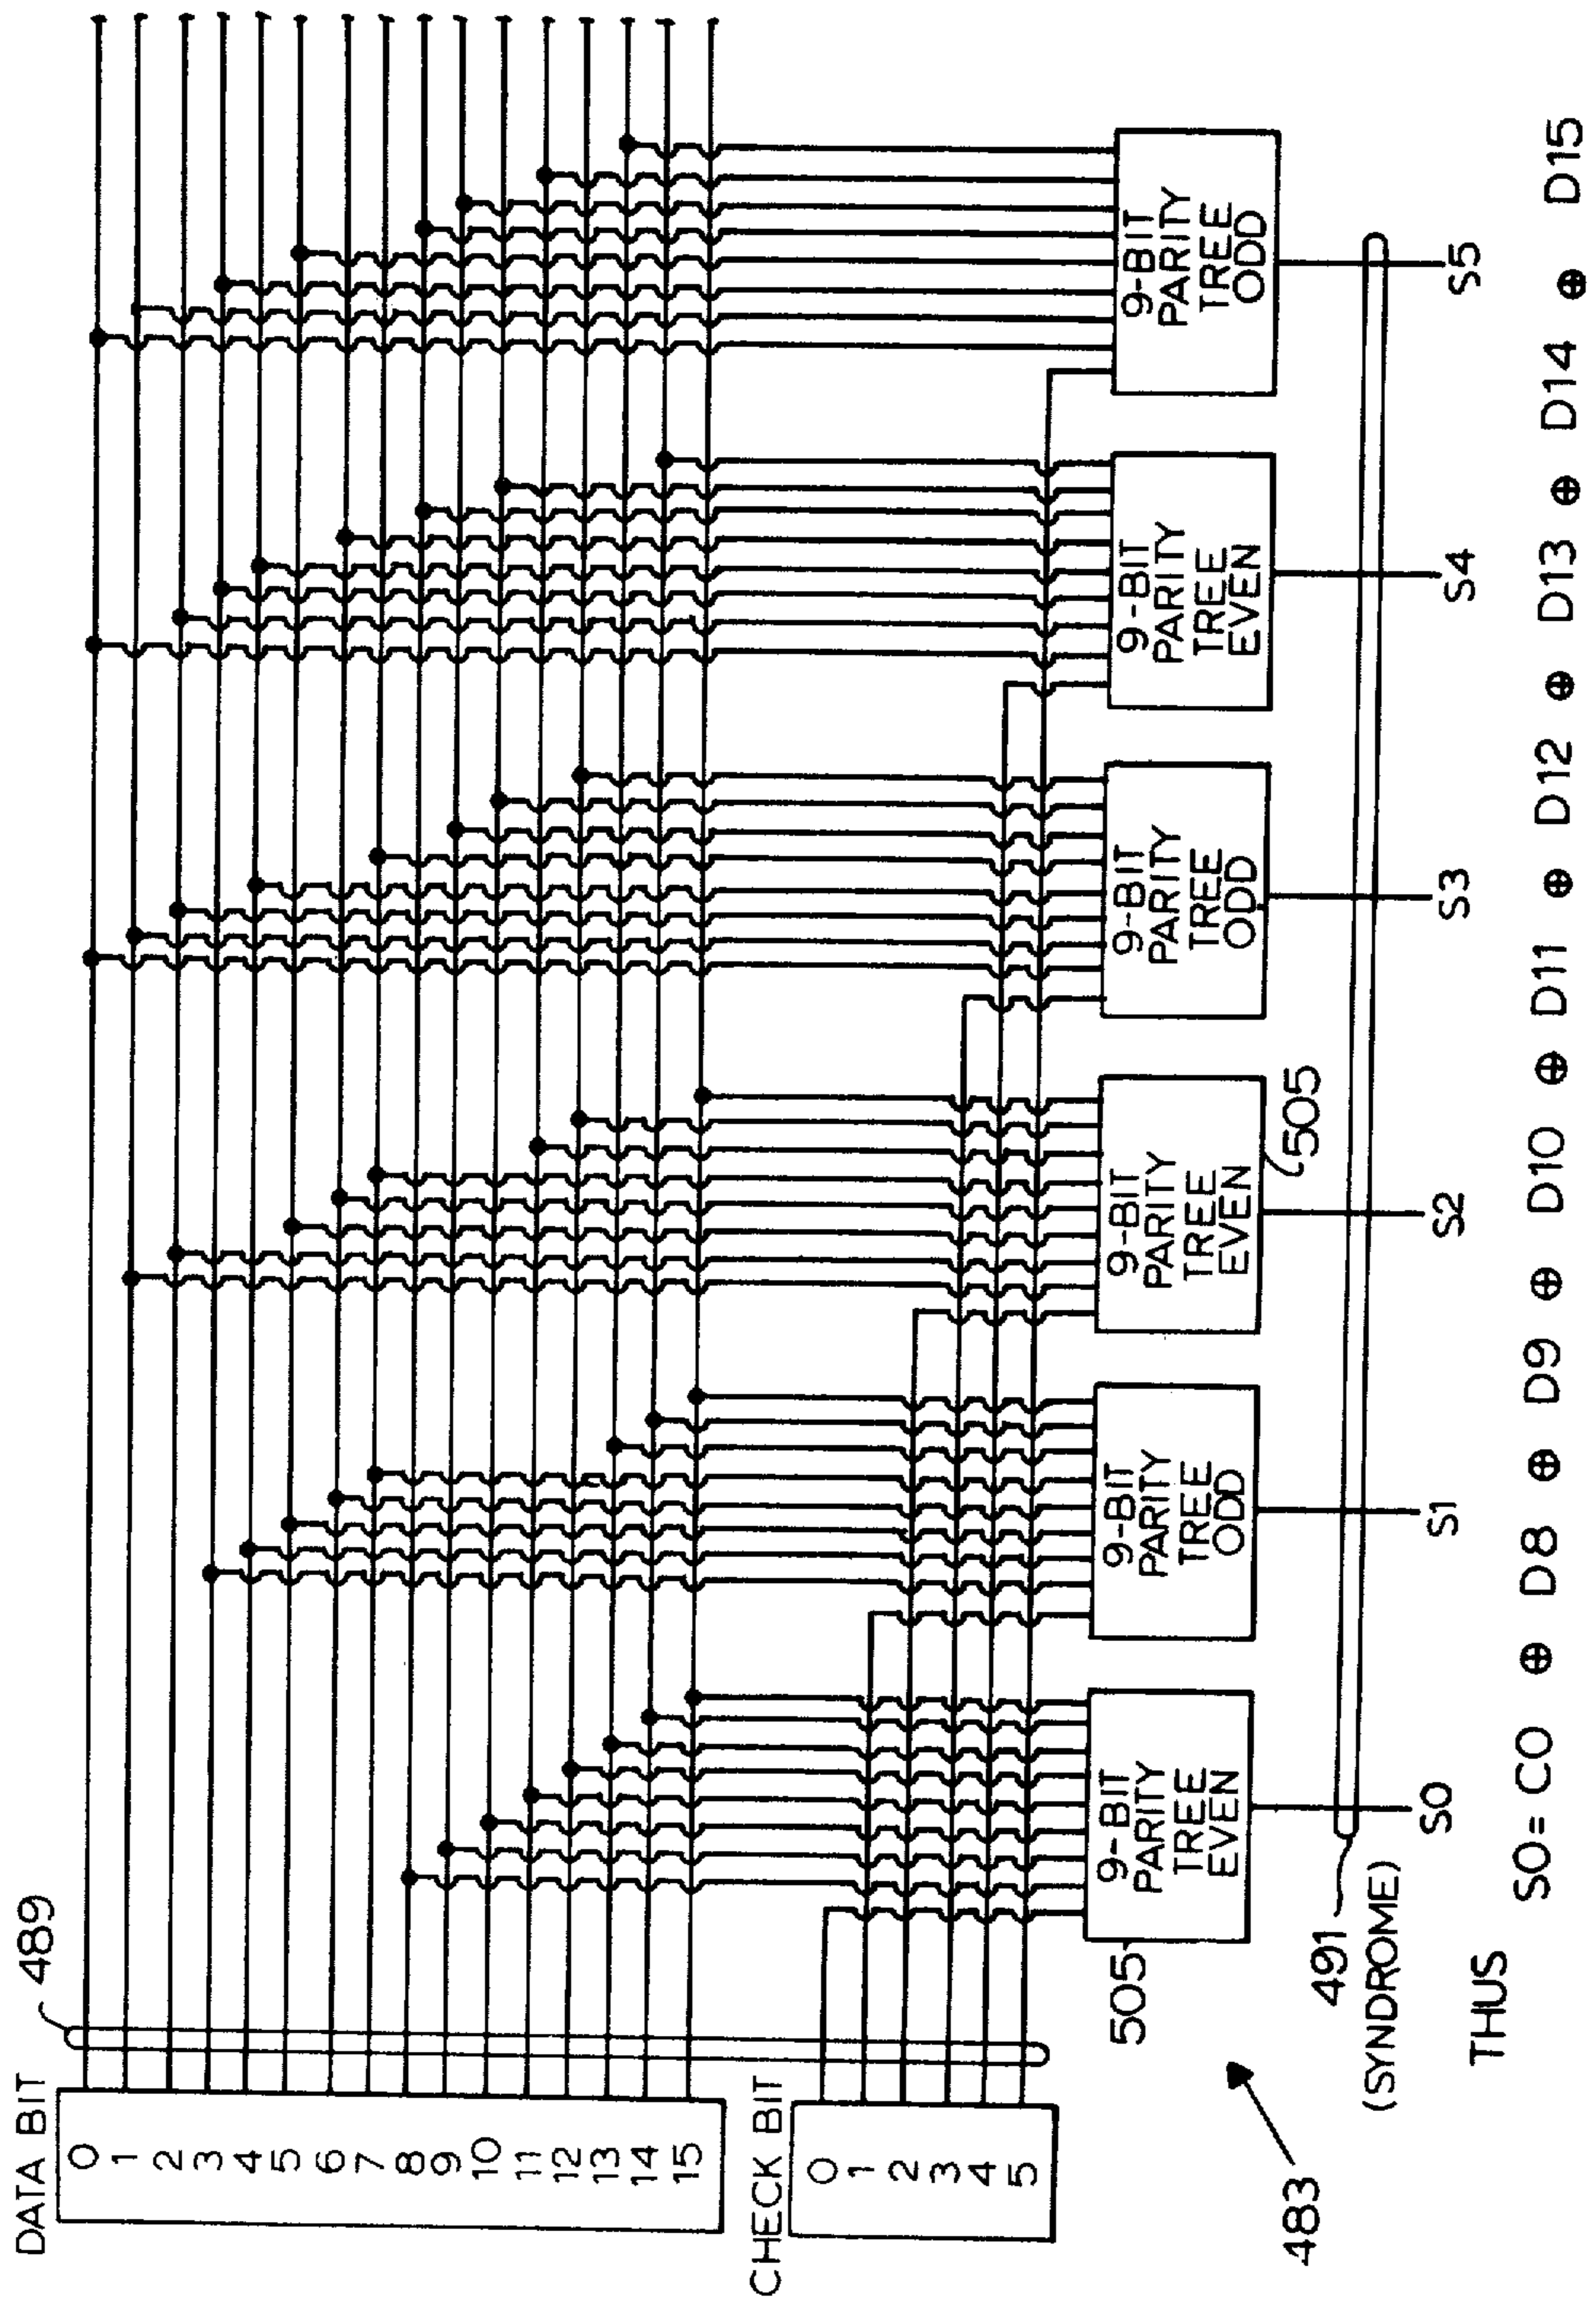 DATA BIT
489
0
1
2
3
4
5
6
7
8
9
10
11
12
13
14
15
CHECK BIT
0
1
2
3
4
5
505
9-BIT
PARITY
TREE
EVEN
9-BIT
PARITY
TREE
ODD
9-BIT
PARITY
TREE
EVEN
505
9-BIT
PARITY
TREE
ODD
9-BIT
PARITY
TREE
EVEN
9-BIT
PARITY
TREE
ODD
483
491
(SYNDROME)
S0
S1
S2
S3
S4
S5
THUS
S0= C0 ⊕ D8 ⊕ D9 ⊕ D10 ⊕ D11 ⊕ D12 ⊕ D13 ⊕ D14 ⊕ D15